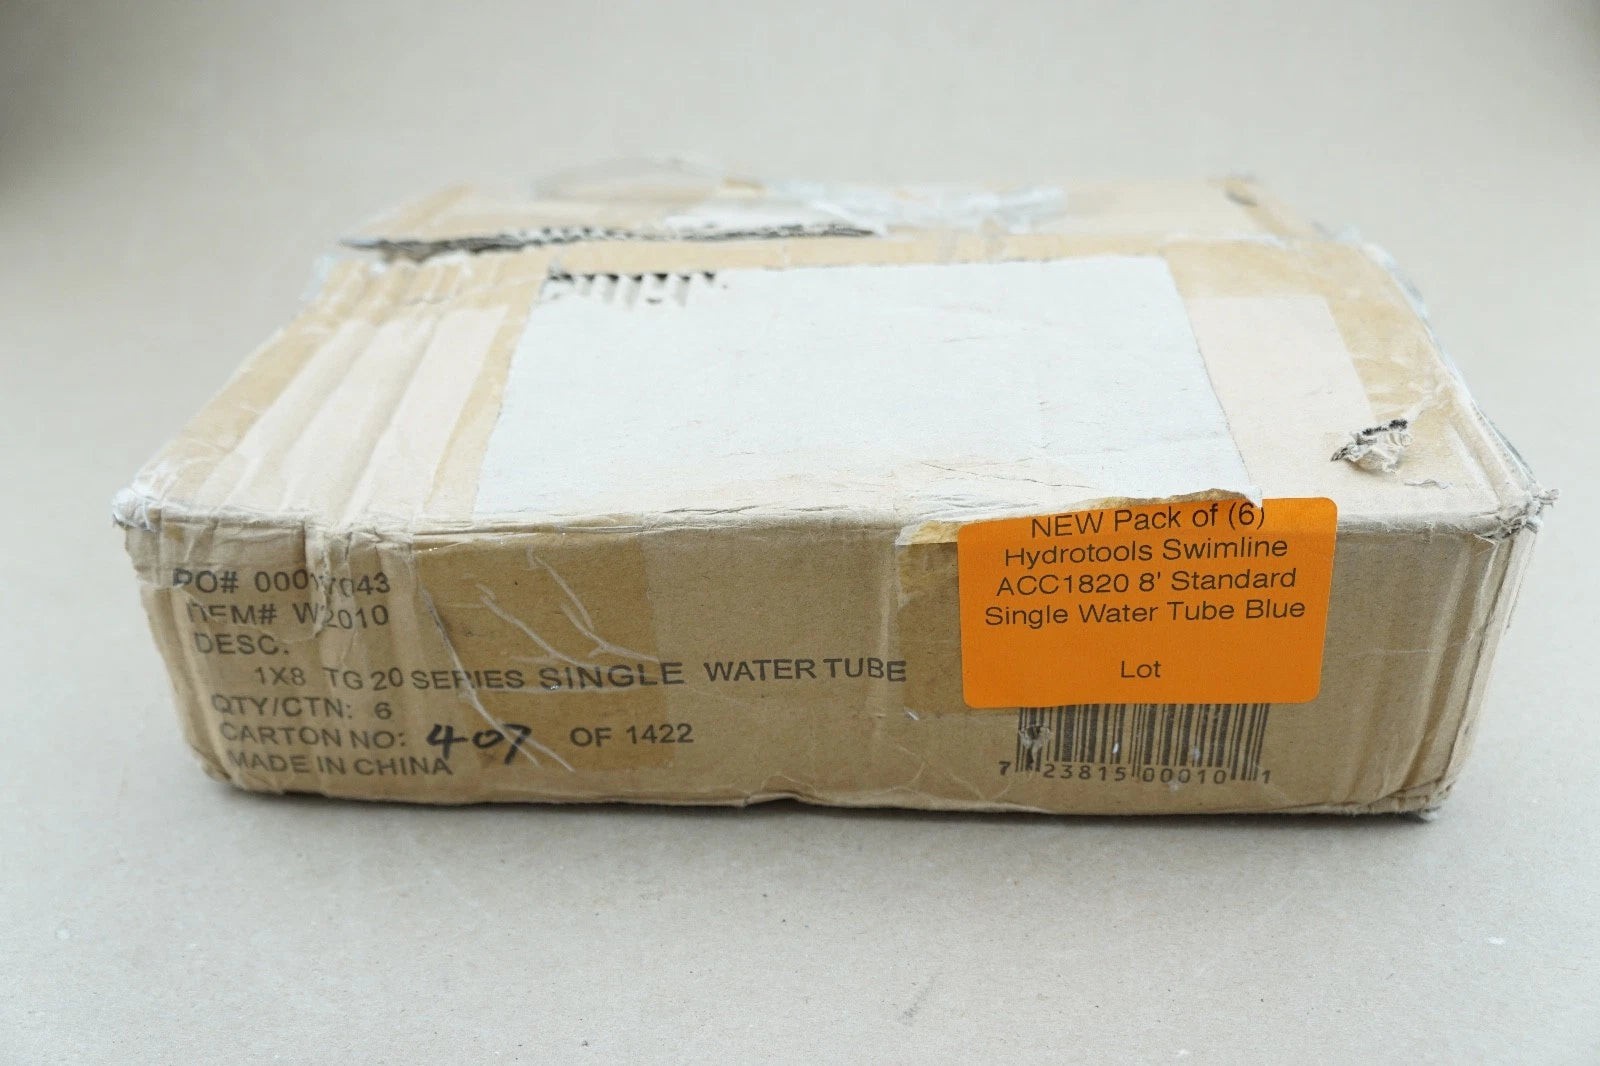 PO# 00017043
ITEM# W2010
DESC.
1X8 TG 20 SERIES SINGLE WATER TUBE
QTY/CTN: 6
CARTON NO: 407 OF 1422
MADE IN CHINA
NEW Pack of (6)
Hydrotools Swimline
ACC1820 8' Standard
Single Water Tube Blue
Lot
7 23815 00010 1